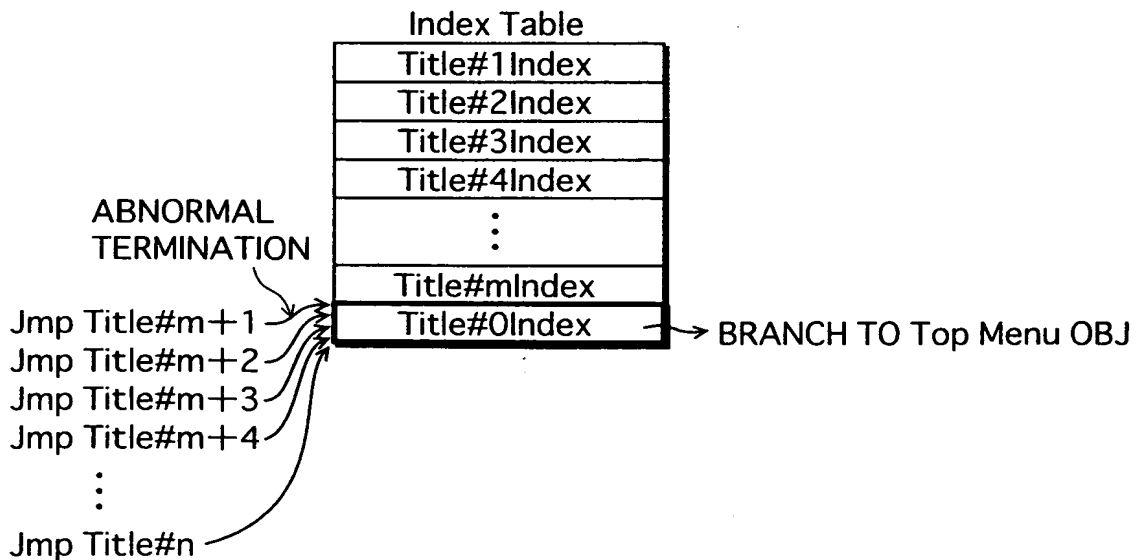 Index Table
Title#1Index
Title#2Index
Title#3Index
Title#4Index
⋮
Title#mIndex
Title#0Index
BRANCH TO Top Menu OBJ
ABNORMAL
TERMINATION
Jmp Title#m+1
Jmp Title#m+2
Jmp Title#m+3
Jmp Title#m+4
⋮
Jmp Title#n